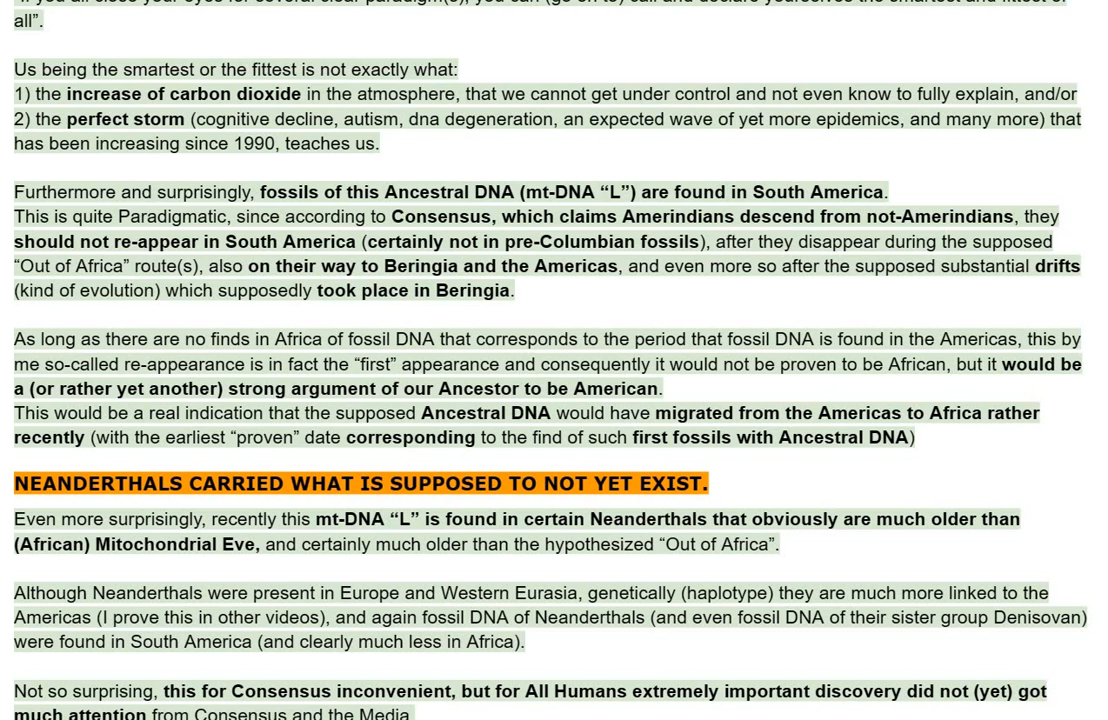 all”.
Us being the smartest or the fittest is not exactly what:
1) the increase of carbon dioxide in the atmosphere, that we cannot get under control and not even know to fully explain, and/or
2) the perfect storm (cognitive decline, autism, dna degeneration, an expected wave of yet more epidemics, and many more) that
has been increasing since 1990, teaches us.
Furthermore and surprisingly, fossils of this Ancestral DNA (mt-DNA “L”) are found in South America.
This is quite Paradigmatic, since according to Consensus, which claims Amerindians descend from not-Amerindians, they
should not re-appear in South America (certainly not in pre-Columbian fossils), after they disappear during the supposed
“Out of Africa” route(s), also on their way to Beringia and the Americas, and even more so after the supposed substantial drifts
(kind of evolution) which supposedly took place in Beringia.
As long as there are no finds in Africa of fossil DNA that corresponds to the period that fossil DNA is found in the Americas, this by
me so-called re-appearance is in fact the “first” appearance and consequently it would not be proven to be African, but it would be
a (or rather yet another) strong argument of our Ancestor to be American.
This would be a real indication that the supposed Ancestral DNA would have migrated from the Americas to Africa rather
recently (with the earliest “proven” date corresponding to the find of such first fossils with Ancestral DNA)
NEANDERTHALS CARRIED WHAT IS SUPPOSED TO NOT YET EXIST.
Even more surprisingly, recently this mt-DNA “L” is found in certain Neanderthals that obviously are much older than
(African) Mitochondrial Eve, and certainly much older than the hypothesized “Out of Africa”.
Although Neanderthals were present in Europe and Western Eurasia, genetically (haplotype) they are much more linked to the
Americas (I prove this in other videos), and again fossil DNA of Neanderthals (and even fossil DNA of their sister group Denisovan)
were found in South America (and clearly much less in Africa).
Not so surprising, this for Consensus inconvenient, but for All Humans extremely important discovery did not (yet) got
much attention from Consensus and the Media.